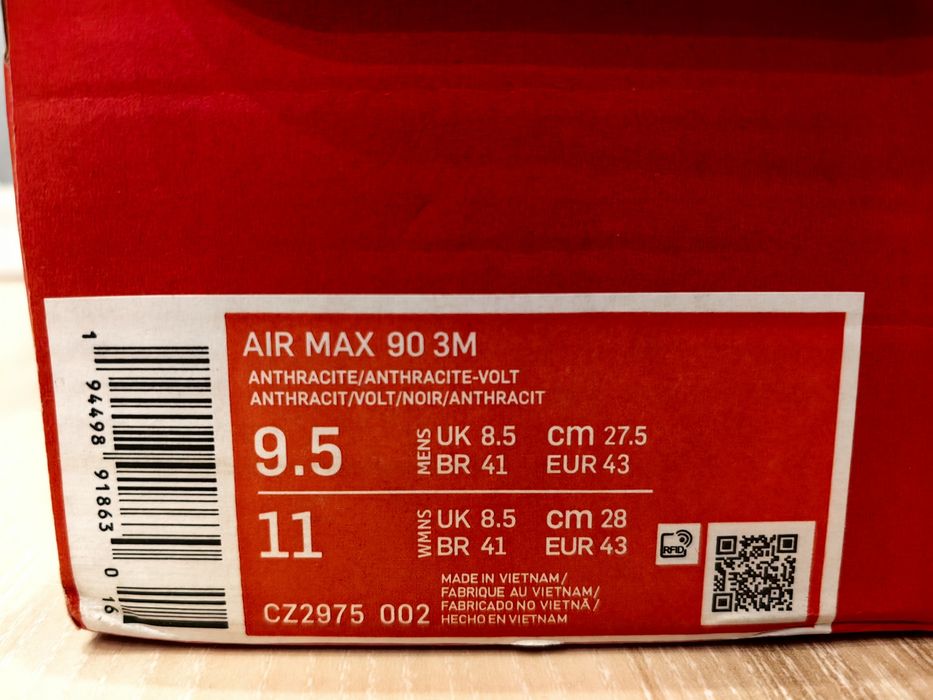 AIR MAX 90 3M
ANTHRACITE/ANTHRACITE-VOLT
ANTHRACIT/VOLT/NOIR/ANTHRACIT
9.5
MENS
UK 8.5 cm 27.5
BR 41 EUR 43
11
WMNS
UK 8.5 cm 28
BR 41 EUR 43
RFID
MADE IN VIETNAM/
FABRIQUE AU VIETNAM/
FABRICADO NO VIETNÃ/
HECHO EN VIETNAM
CZ2975 002
1 94498 91863 0 16